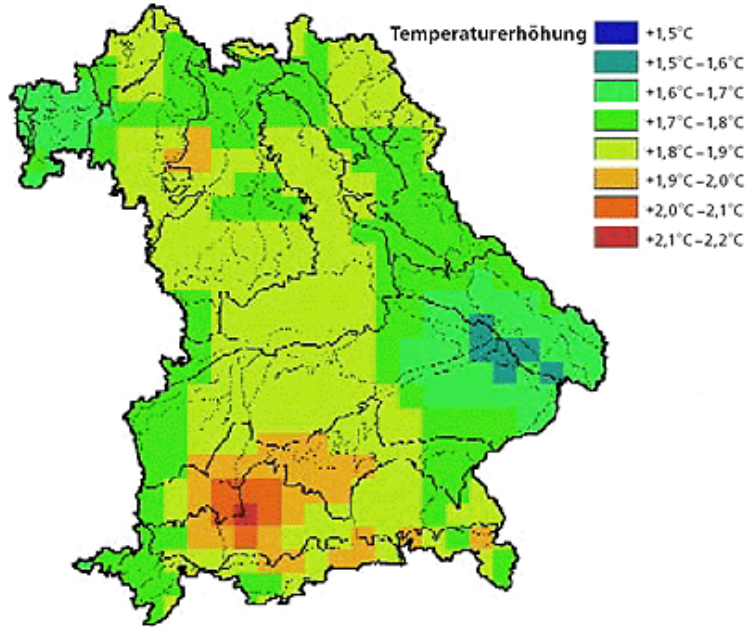 Temperaturerhöhung
+1,5°C
+1,5°C–1,6°C
+1,6°C–1,7°C
+1,7°C–1,8°C
+1,8°C–1,9°C
+1,9°C–2,0°C
+2,0°C–2,1°C
+2,1°C–2,2°C